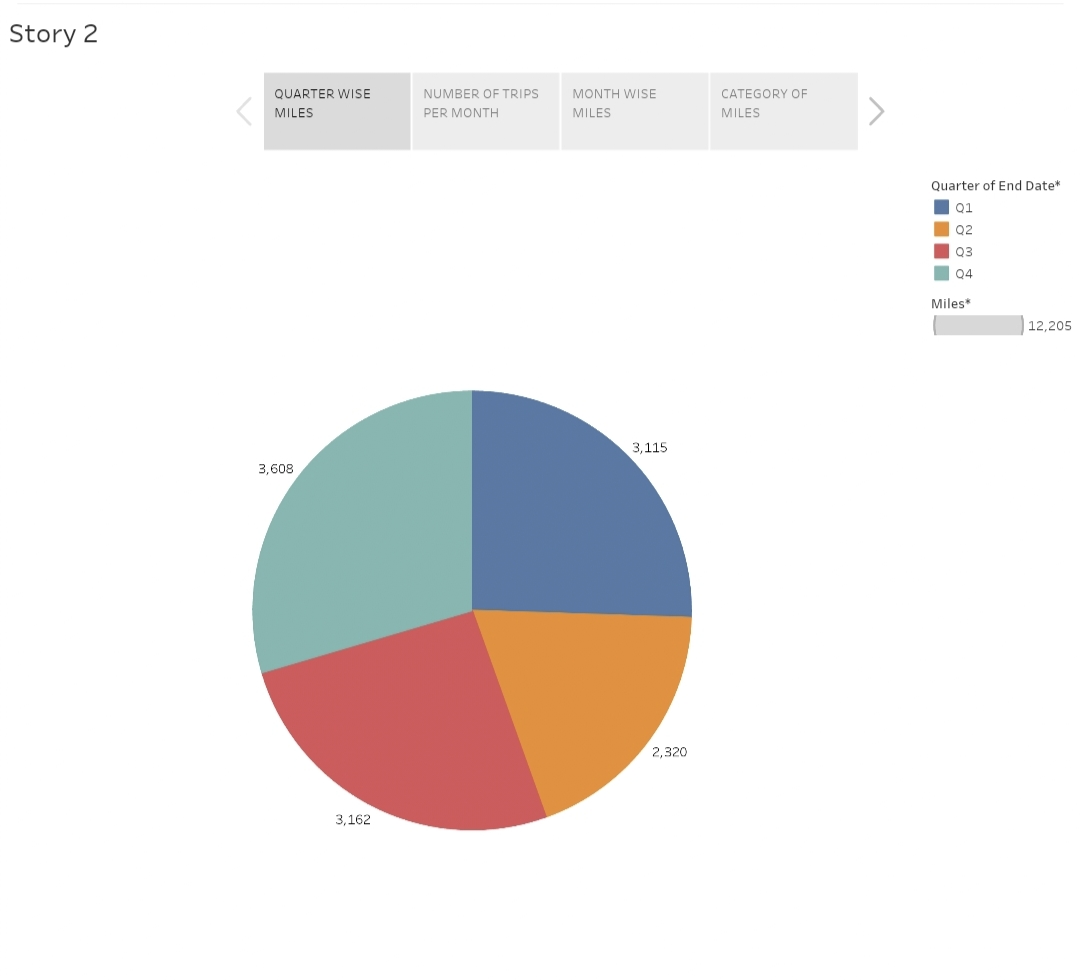 Story 2
QUARTER WISE
MILES
NUMBER OF TRIPS
PER MONTH
MONTH WISE
MILES
CATEGORY OF
MILES
Quarter of End Date*
Q1
Q2
Q3
Q4
Miles*
12,205
3,115
3,608
2,320
3,162